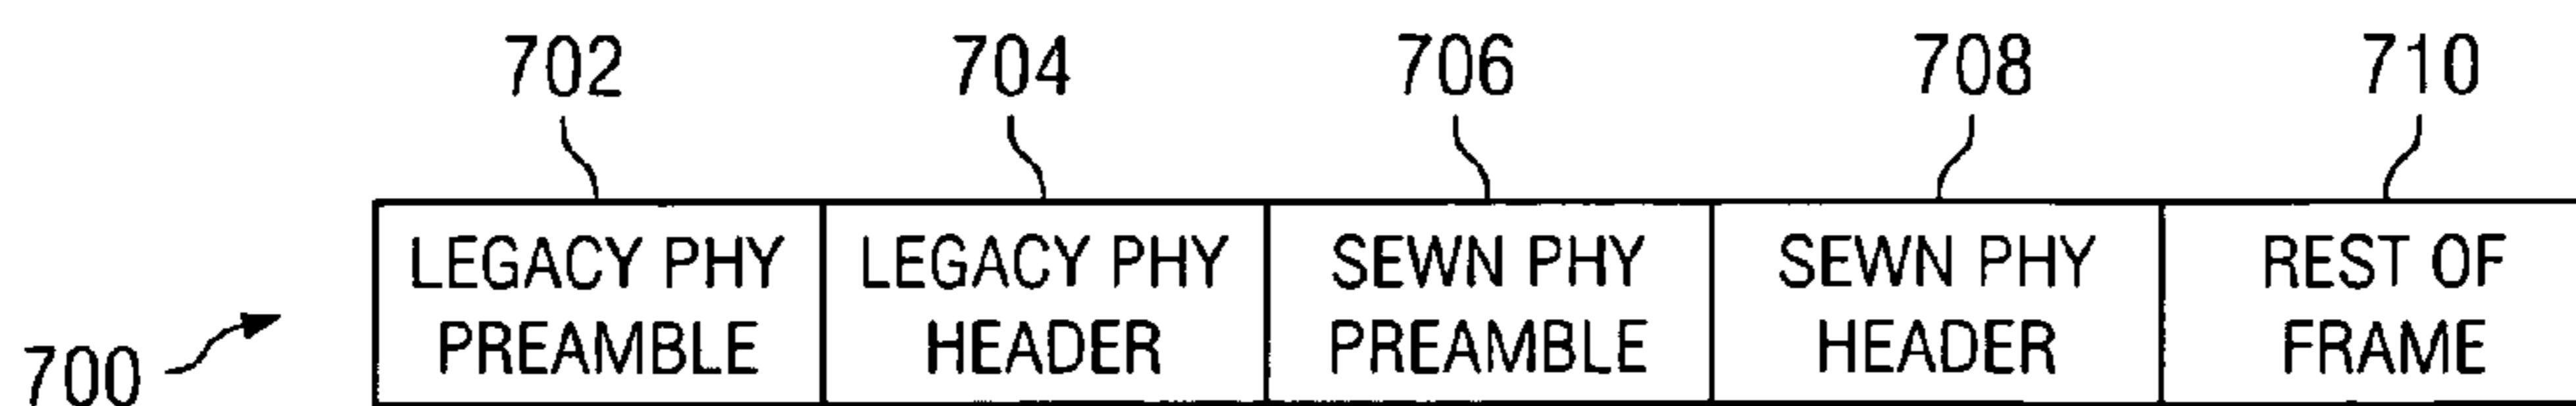 702 704 706 708 710
LEGACY PHY LEGACY PHY SEWN PHY SEWN PHY REST OF
PREAMBLE HEADER PREAMBLE HEADER FRAME
700